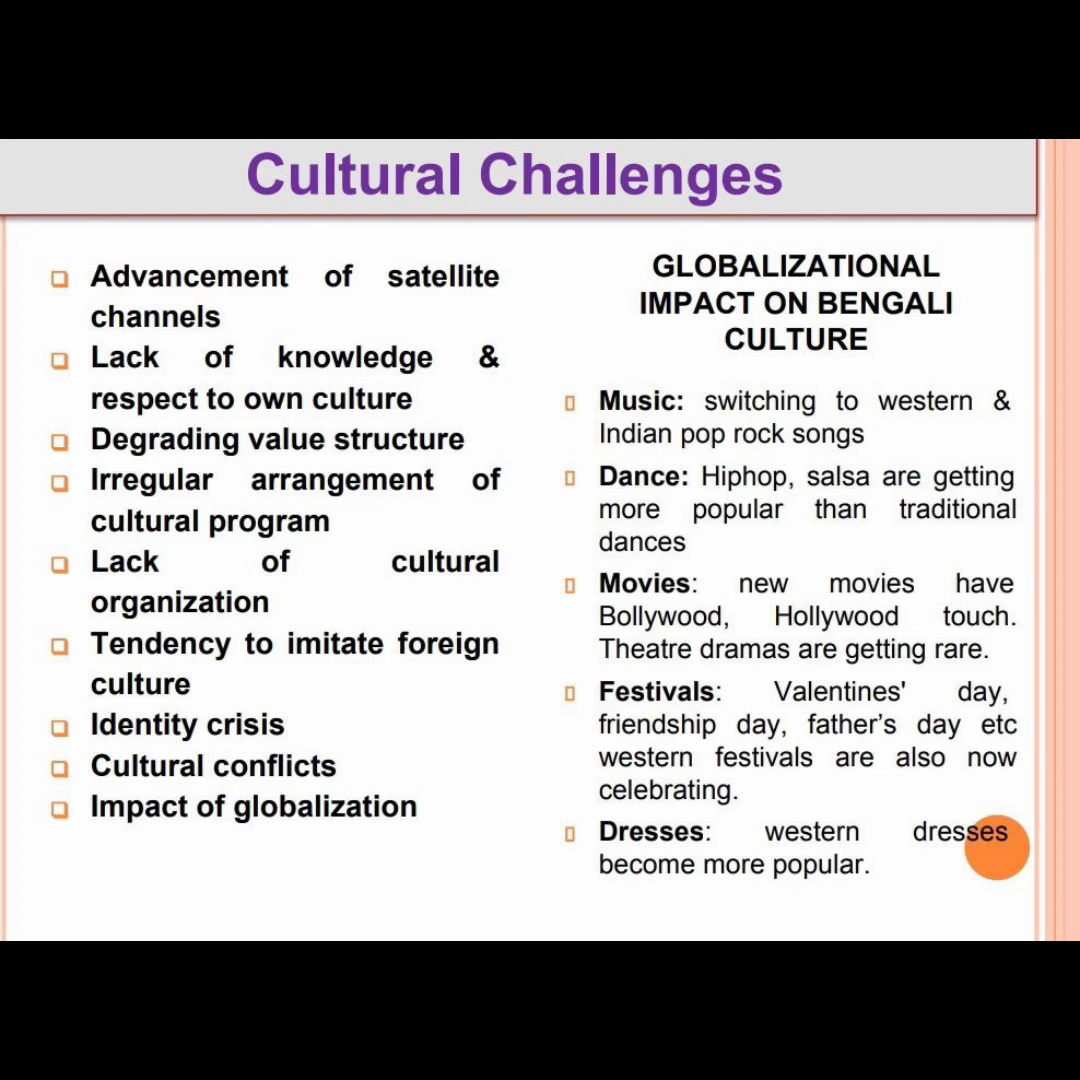 Cultural Challenges
Advancement of satellite
channels
Lack of knowledge &
respect to own culture
Degrading value structure
Irregular arrangement of
cultural program
Lack of cultural
organization
Tendency to imitate foreign
culture
Identity crisis
Cultural conflicts
Impact of globalization
GLOBALIZATIONAL
IMPACT ON BENGALI
CULTURE
Music: switching to western &
Indian pop rock songs
Dance: Hiphop, salsa are getting
more popular than traditional
dances
Movies: new movies have
Bollywood, Hollywood touch.
Theatre dramas are getting rare.
Festivals: Valentines' day,
friendship day, father’s day etc
western festivals are also now
celebrating.
Dresses: western dresses
become more popular.